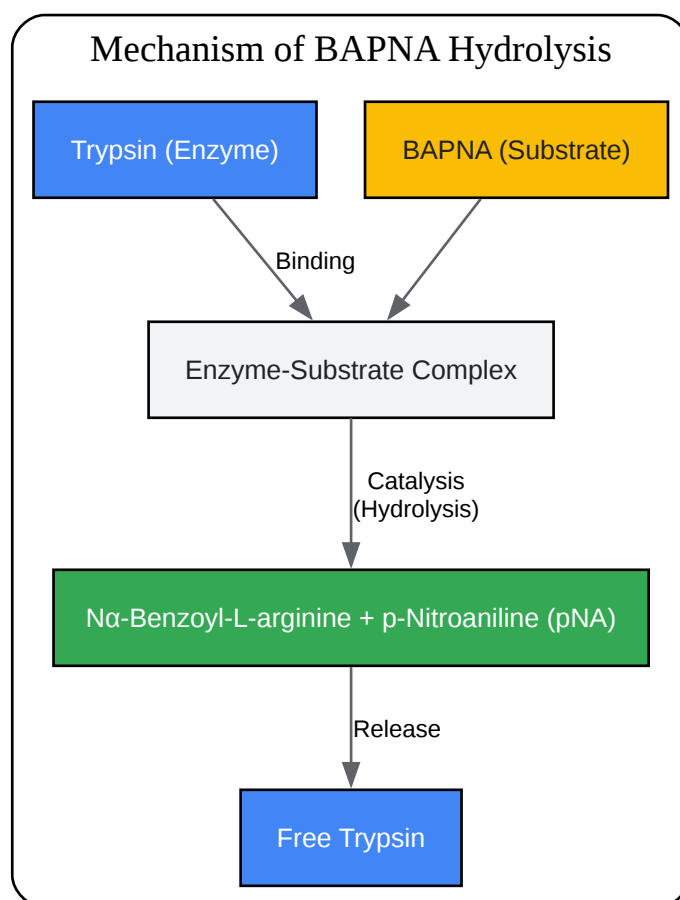 Mechanism of BAPNA Hydrolysis
Trypsin (Enzyme)
BAPNA (Substrate)
Binding
Enzyme-Substrate Complex
Catalysis
(Hydrolysis)
Nα-Benzoyl-L-arginine + p-Nitroaniline (pNA)
Release
Free Trypsin